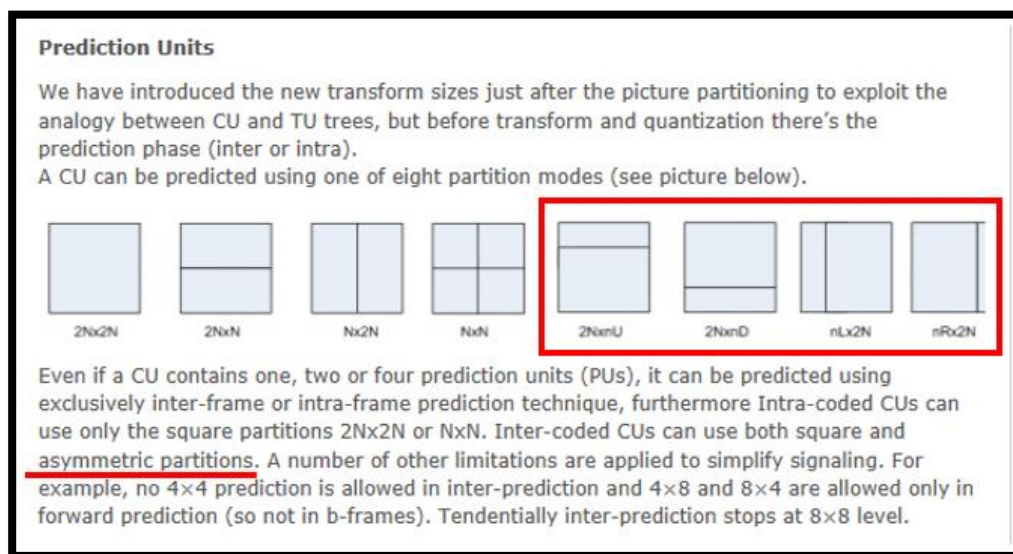 Prediction Units
We have introduced the new transform sizes just after the picture partitioning to exploit the
analogy between CU and TU trees, but before transform and quantization there's the
prediction phase (inter or intra).
A CU can be predicted using one of eight partition modes (see picture below).
2Nx2N 2NxN Nx2N NxN 2NxnU 2NxnD nLx2N nRx2N
Even if a CU contains one, two or four prediction units (PUs), it can be predicted using
exclusively inter-frame or intra-frame prediction technique, furthermore Intra-coded CUs can
use only the square partitions 2Nx2N or NxN. Inter-coded CUs can use both square and
asymmetric partitions. A number of other limitations are applied to simplify signaling. For
example, no 4×4 prediction is allowed in inter-prediction and 4×8 and 8×4 are allowed only in
forward prediction (so not in b-frames). Tendentially inter-prediction stops at 8×8 level.